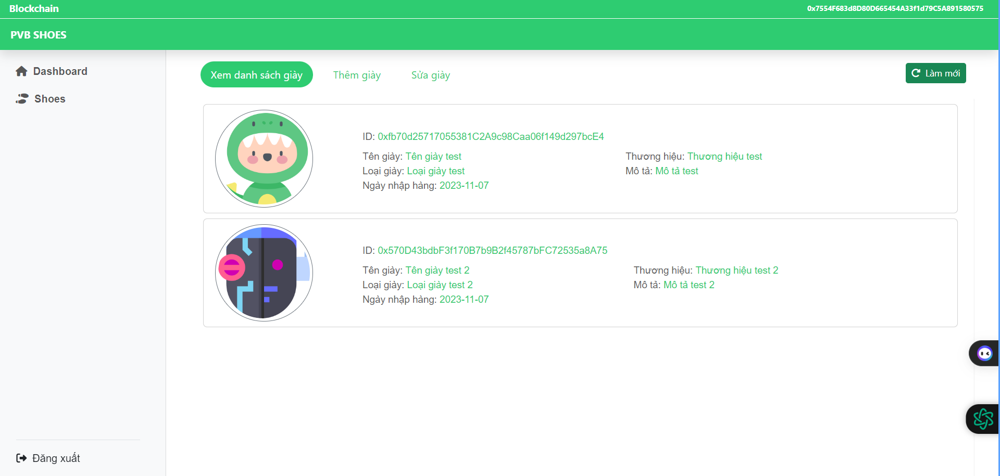 Blockchain
0x7554F683d8D80D665454A33f1d79C5A891580575
PVB SHOES
Dashboard
Shoes
Xem danh sách giày
Thêm giày
Sửa giày
Làm mới
ID: 0xfb70d25717055381C2A9c98Caa06f149d297bcE4
Tên giày: Tên giày test
Thương hiệu: Thương hiệu test
Loại giày: Loại giày test
Mô tả: Mô tả test
Ngày nhập hàng: 2023-11-07
ID: 0x570D43bdbF3f170B7b9B2f45787bFC72535a8A75
Tên giày: Tên giày test 2
Thương hiệu: Thương hiệu test 2
Loại giày: Loại giày test 2
Mô tả: Mô tả test 2
Ngày nhập hàng: 2023-11-07
Đăng xuất